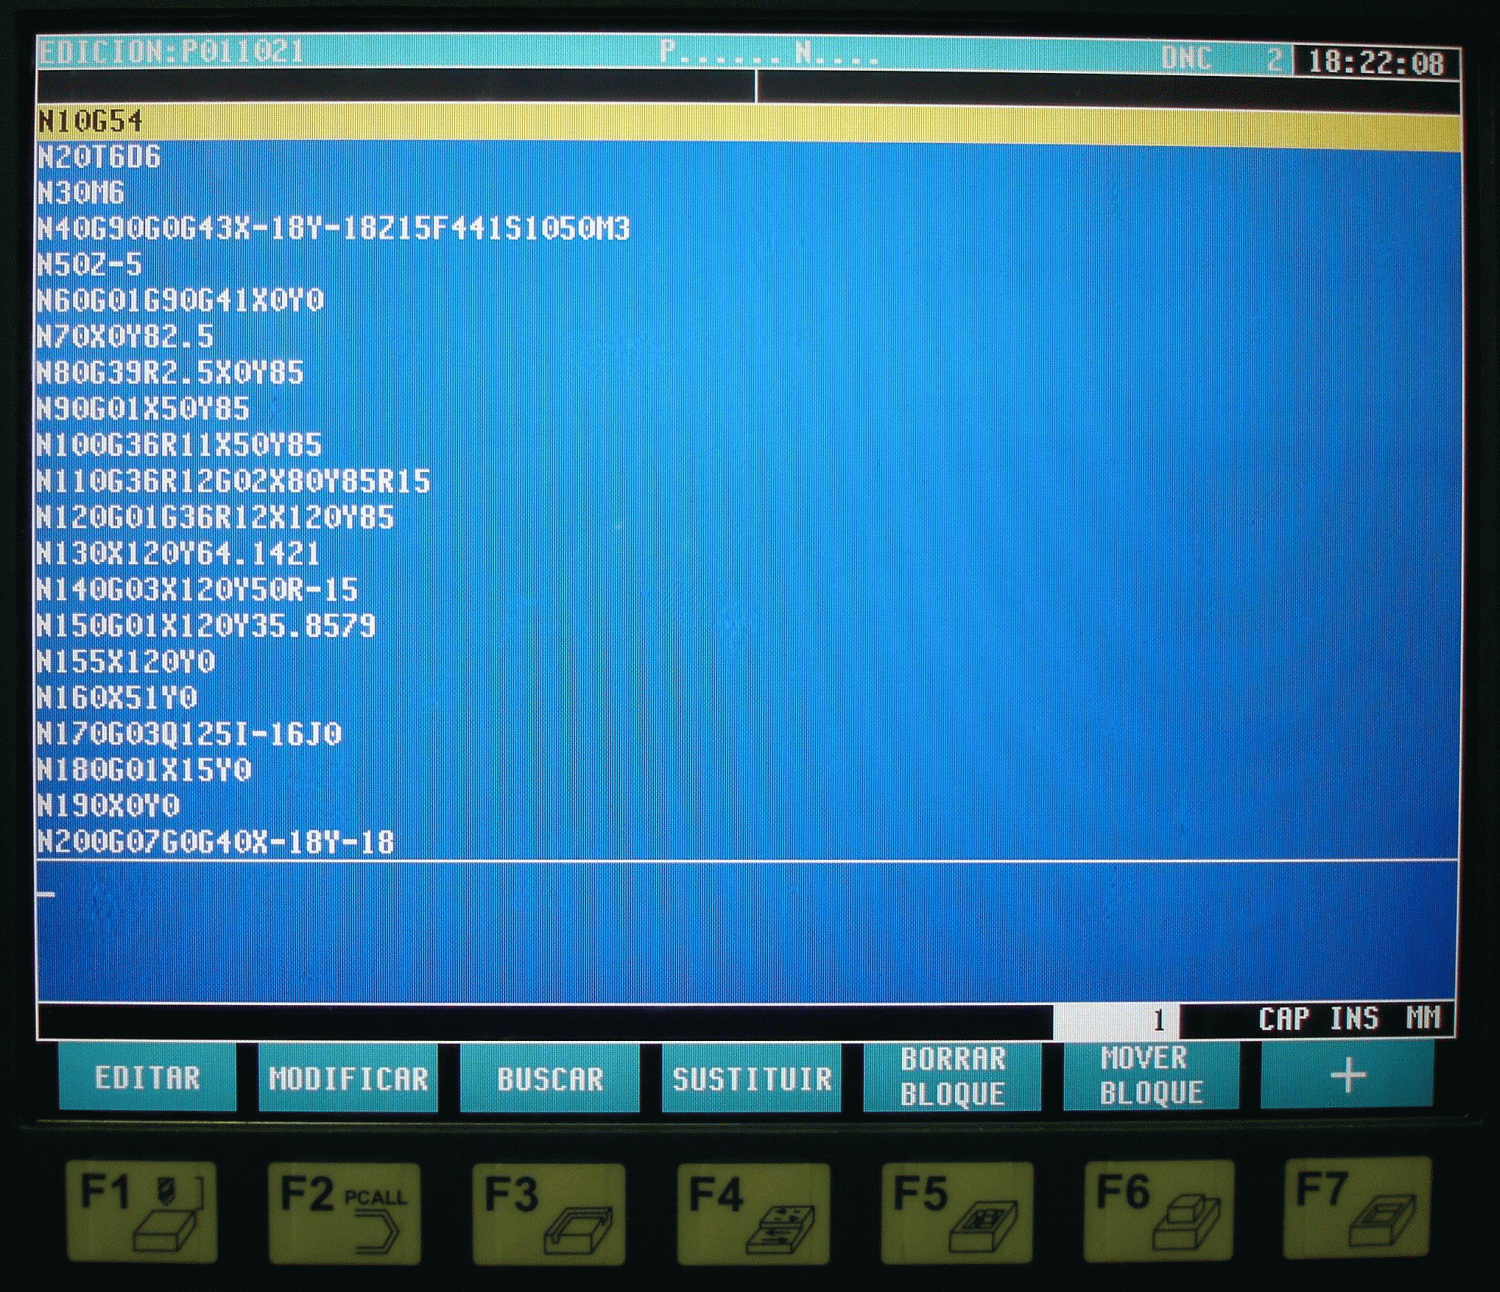 EDICION:P011021 P...... N.... DNC 2 18:22:08
N10G54
N20T6D6
N30M6
N40G90G0G43X-18Y-18Z15F441S1050M3
N50Z-5
N60G01G90G41X0Y0
N70X0Y82.5
N80G39R2.5X0Y85
N90G01X50Y85
N100G36R11X50Y85
N110G36R12G02X80Y85R15
N120G01G36R12X120Y85
N130X120Y64.1421
N140G03X120Y50R-15
N150G01X120Y35.8579
N155X120Y0
N160X51Y0
N170G03Q125I-16J0
N180G01X15Y0
N190X0Y0
N200G07G0G40X-18Y-18
1 CAP INS MM
EDITAR
MODIFICAR
BUSCAR
SUSTITUIR
BORRAR
BLOQUE
MOVER
BLOQUE
+
F1
F2 PCALL
F3
F4
F5
F6
F7